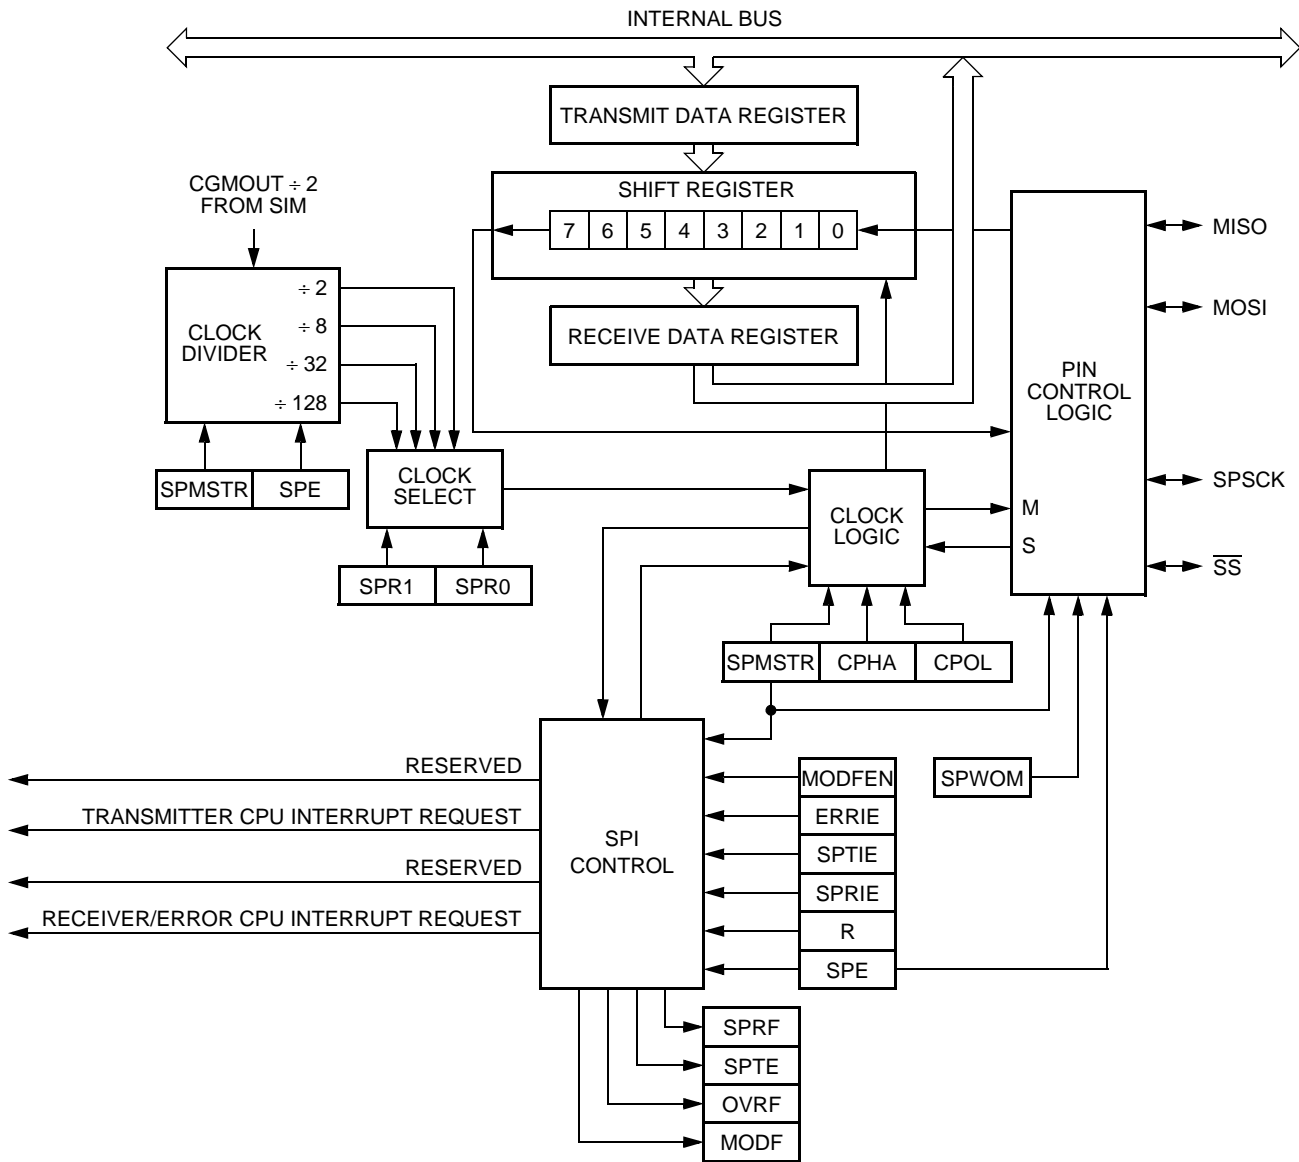 INTERNAL BUS
TRANSMIT DATA REGISTER
CGMOUT ÷ 2
FROM SIM
SHIFT REGISTER
7 6 5 4 3 2 1 0
MISO
MOSI
÷ 2
÷ 8
÷ 32
÷ 128
CLOCK
DIVIDER
RECEIVE DATA REGISTER
PIN
CONTROL
LOGIC
SPMSTR SPE
CLOCK
SELECT
SPR1 SPR0
CLOCK
LOGIC
M
S
SPSCK
S̅S̅
SPMSTR CPHA CPOL
RESERVED
TRANSMITTER CPU INTERRUPT REQUEST
RESERVED
RECEIVER/ERROR CPU INTERRUPT REQUEST
SPI
CONTROL
MODFEN
ERRIE
SPTIE
SPRIE
R
SPE
SPWOM
SPRF
SPTE
OVRF
MODF